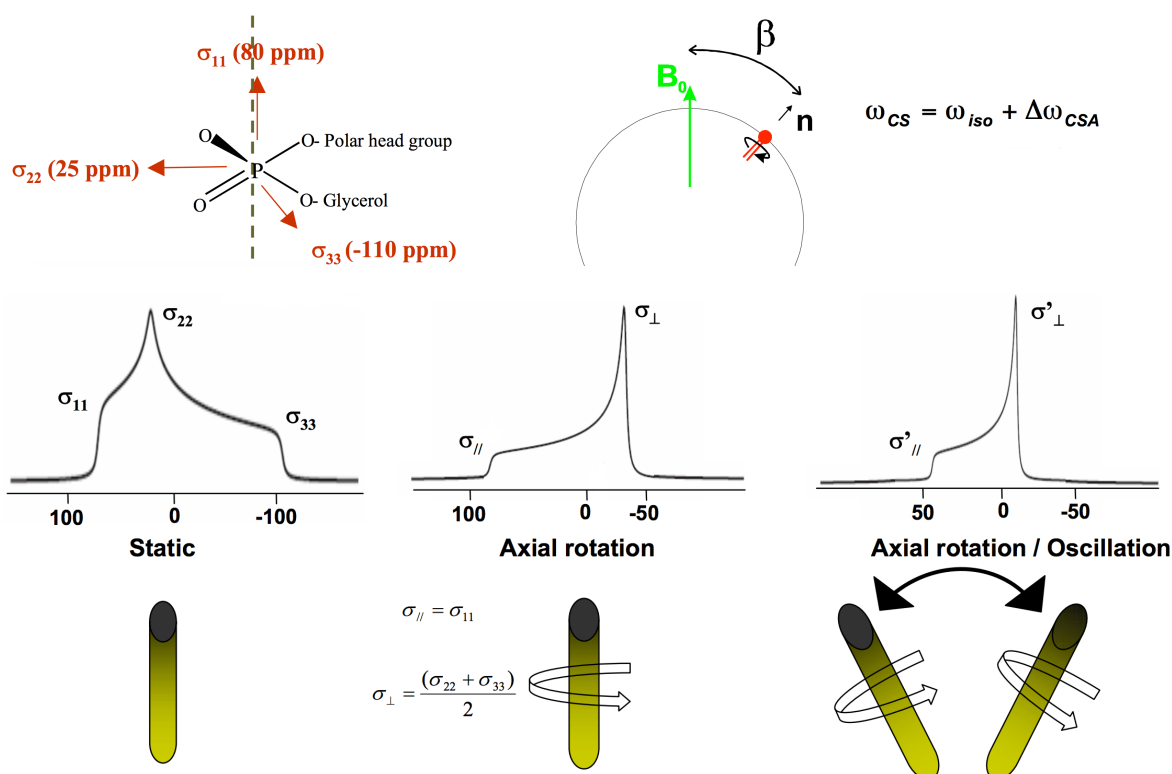 σ11 (80 ppm)
O
O- Polar head group
σ22 (25 ppm)
P
O
O- Glycerol
σ33 (-110 ppm)
β
B0
n
ωCS = ωiso + ΔωCSA
σ22
σ11
σ33
100 0 -100
Static
σ⊥
σ//
100 0 -50
Axial rotation
σ'⊥
σ'//
50 0 -50
Axial rotation / Oscillation
σ// = σ11
σ⊥ = (σ22 + σ33) / 2